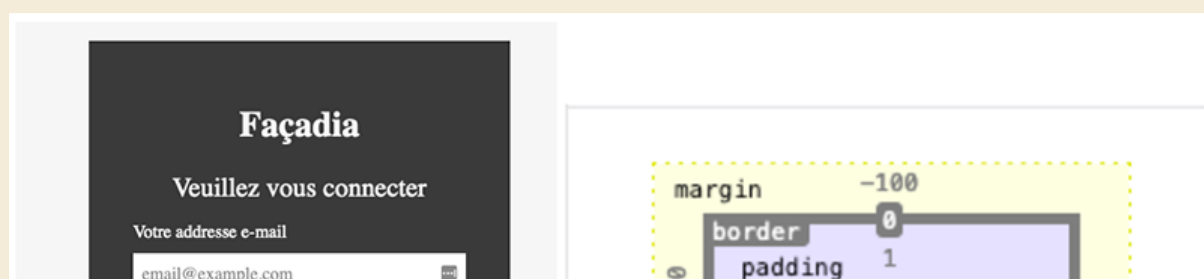 Façadia
Veuillez vous connecter
Votre addresse e-mail
email@example.com
margin
-100
border
0
padding
1
0